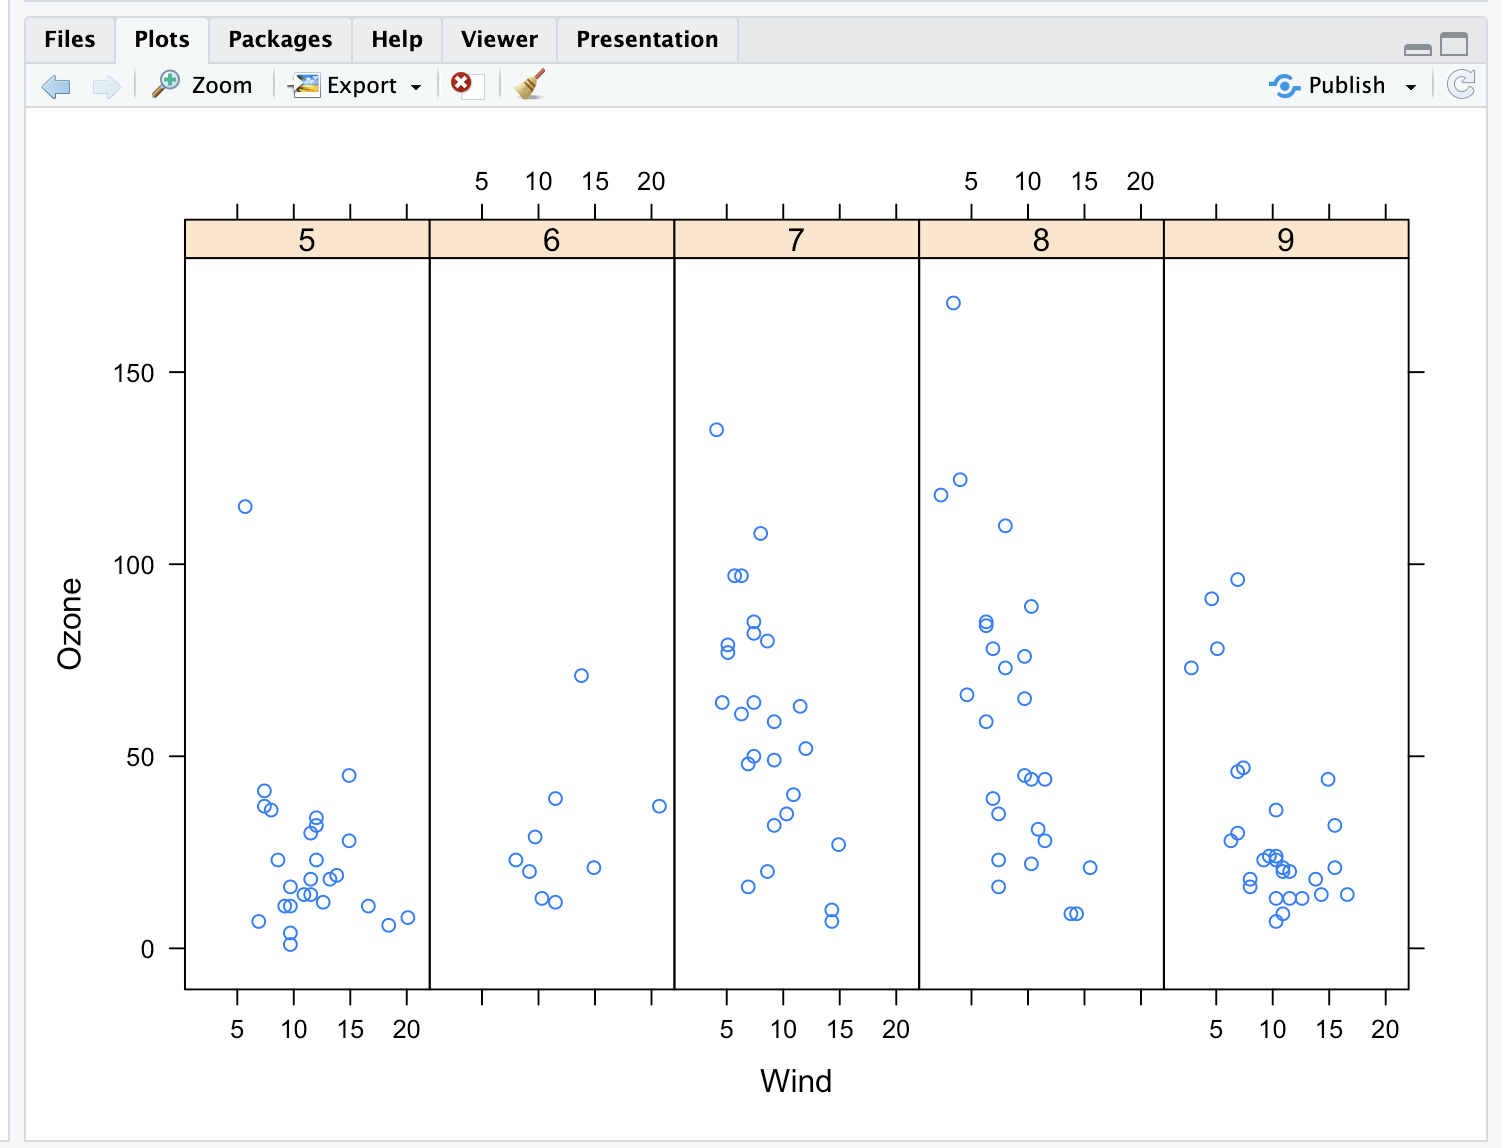 Files Plots Packages Help Viewer Presentation
Zoom Export Publish
5 10 15 20 5 10 15 20
5 6 7 8 9
150
100
50
0
Ozone
5 10 15 20 5 10 15 20 5 10 15 20
Wind